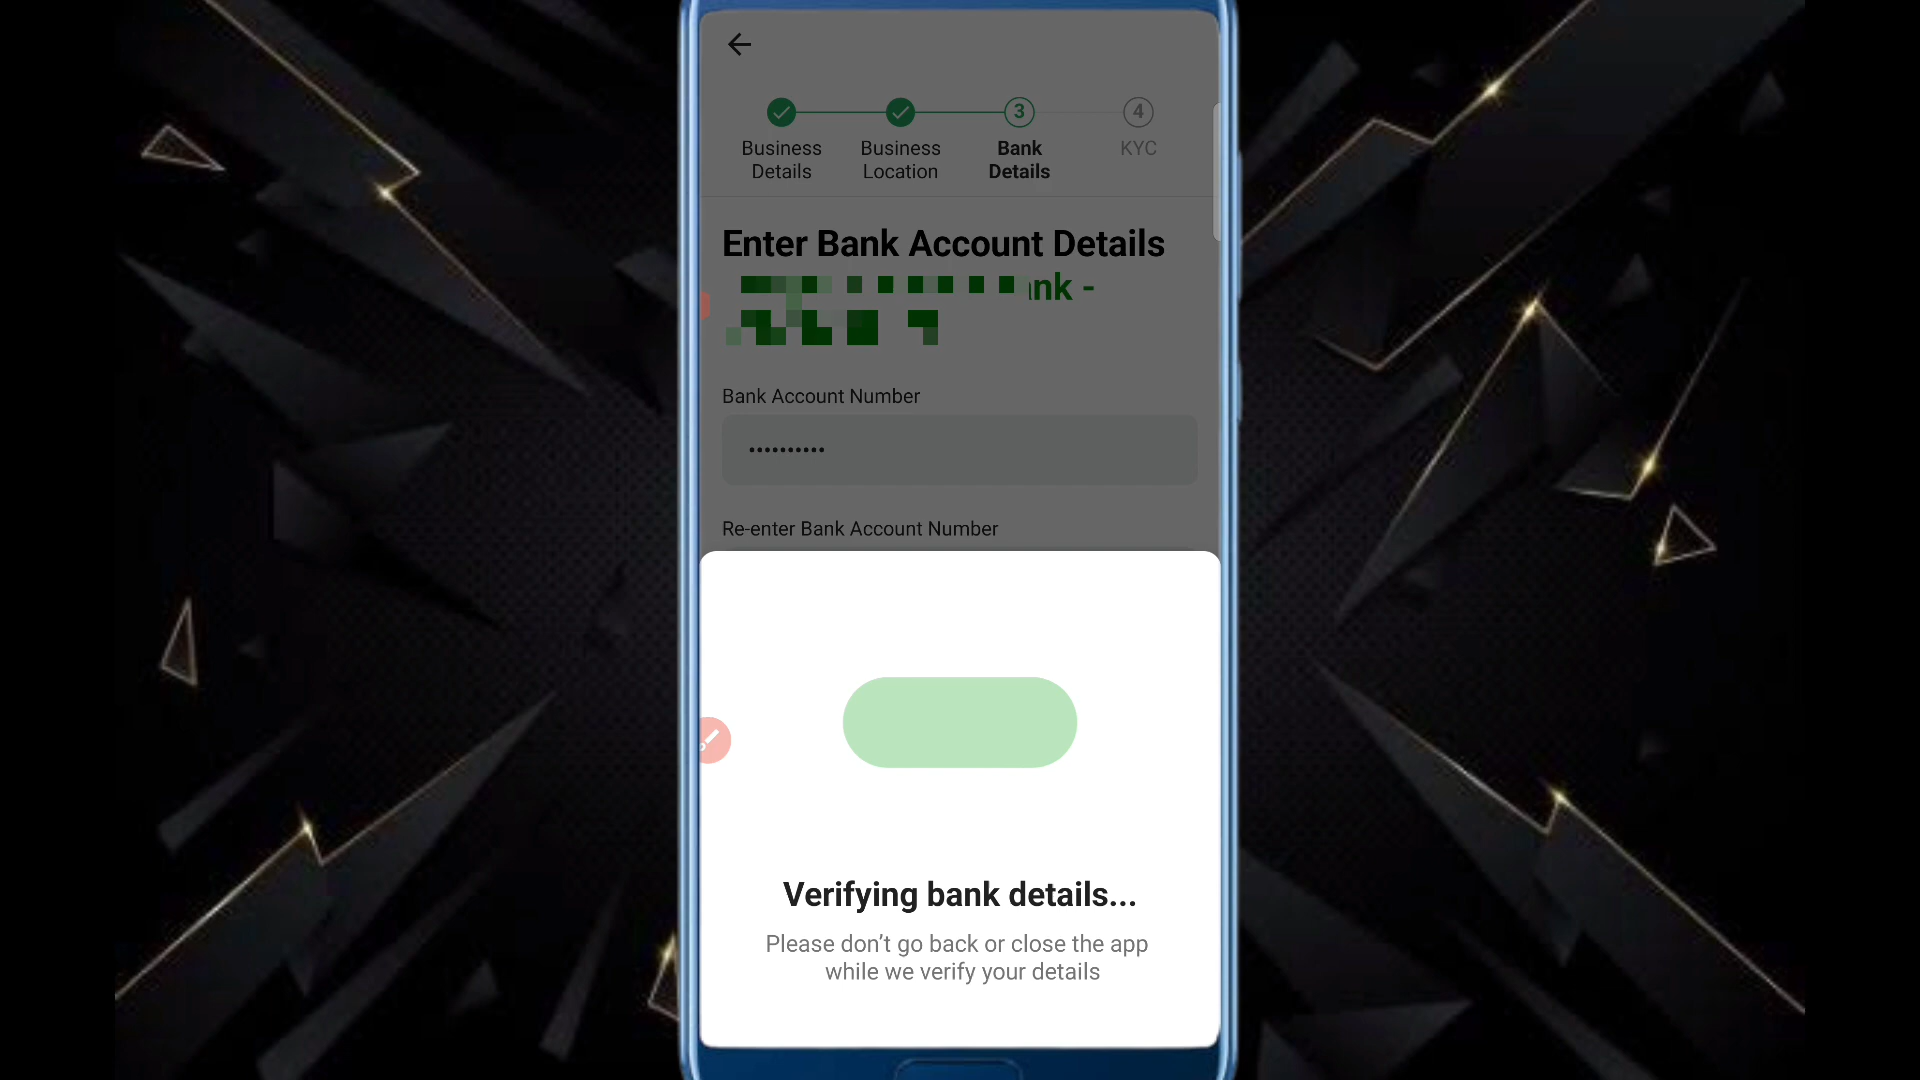 3
4
Business
Details
Business
Location
Bank
Details
KYC
Enter Bank Account Details
-
Bank Account Number
••••••••••
Re-enter Bank Account Number
Verifying bank details...
Please don’t go back or close the app
while we verify your details